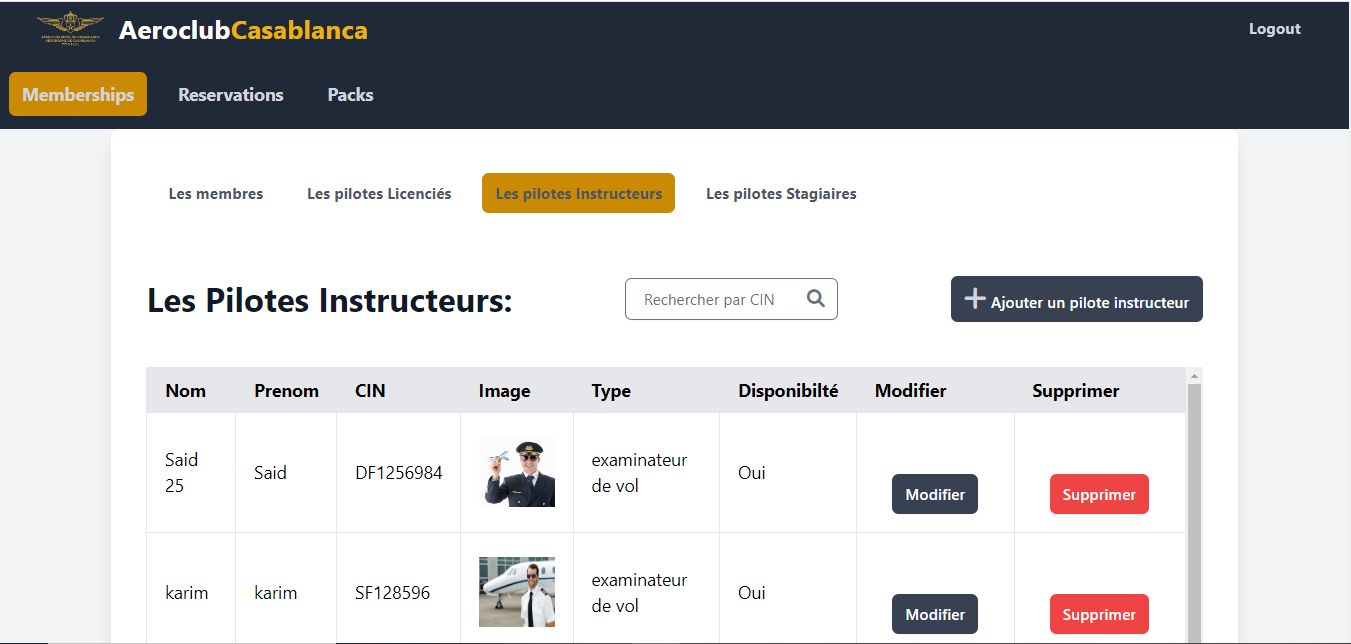 AeroclubCasablanca
Logout
Memberships
Reservations
Packs
Les membres
Les pilotes Licenciés
Les pilotes Instructeurs
Les pilotes Stagiaires
Les Pilotes Instructeurs:
Rechercher par CIN
Ajouter un pilote instructeur
Nom
Prenom
CIN
Image
Type
Disponibilté
Modifier
Supprimer
Said
25
Said
DF1256984
examinateur
de vol
Oui
Modifier
Supprimer
karim
karim
SF128596
examinateur
de vol
Oui
Modifier
Supprimer